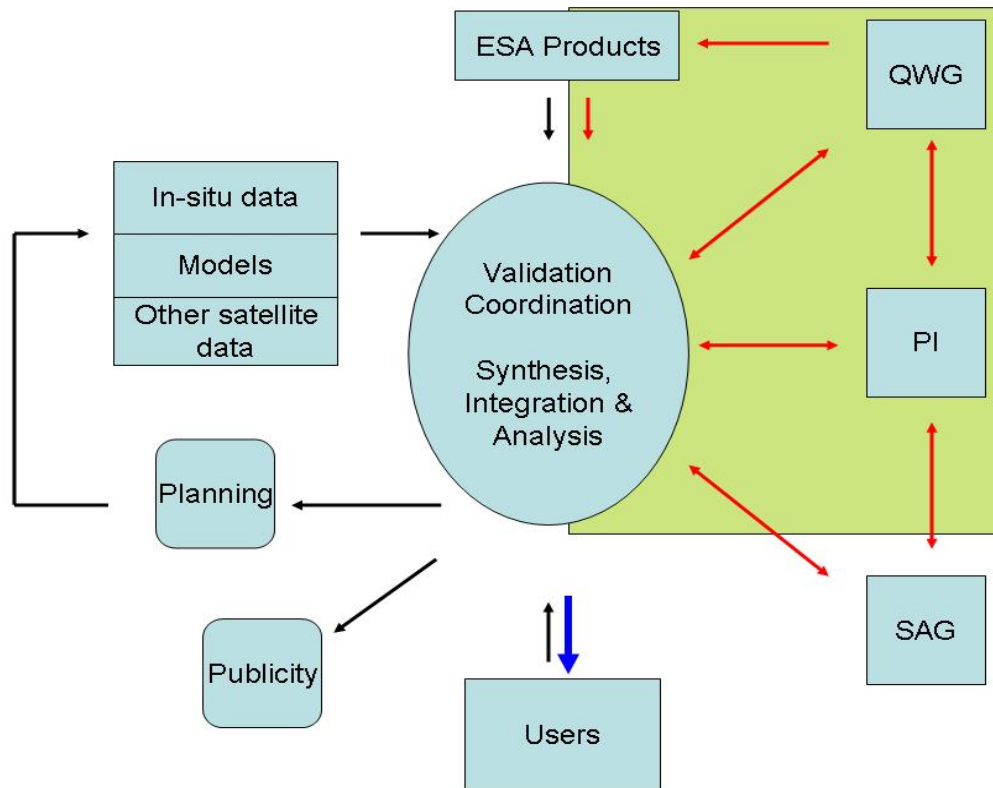 ESA Products
QWG
In-situ data
Models
Other satellite
data
Validation
Coordination
Synthesis,
Integration &
Analysis
PI
Planning
SAG
Publicity
Users